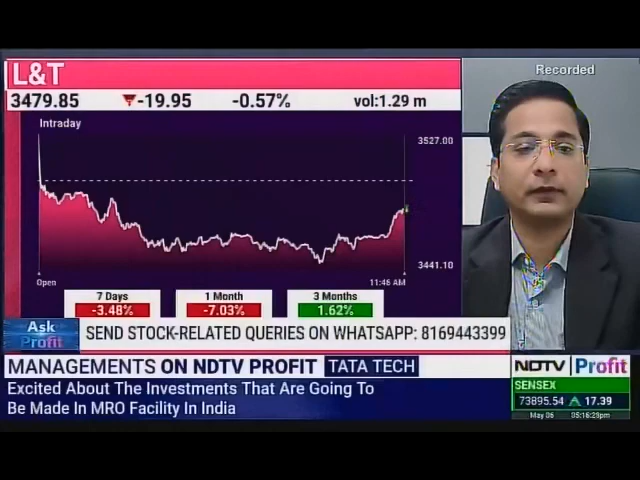 L&T
Recorded
3479.85 -19.95 -0.57% vol:1.29 m
Intraday
3527.00
3441.10
Open 11:46 AM
7 Days 1 Month 3 Months
-3.48% -7.03% 1.62%
Ask
Profit
SEND STOCK-RELATED QUERIES ON WHATSAPP: 8169443399
MANAGEMENTS ON NDTV PROFIT TATA TECH
Excited About The Investments That Are Going To
Be Made In MRO Facility In India
NDTV Profit
SENSEX
73895.54 17.39
May 06 05:16:29pm